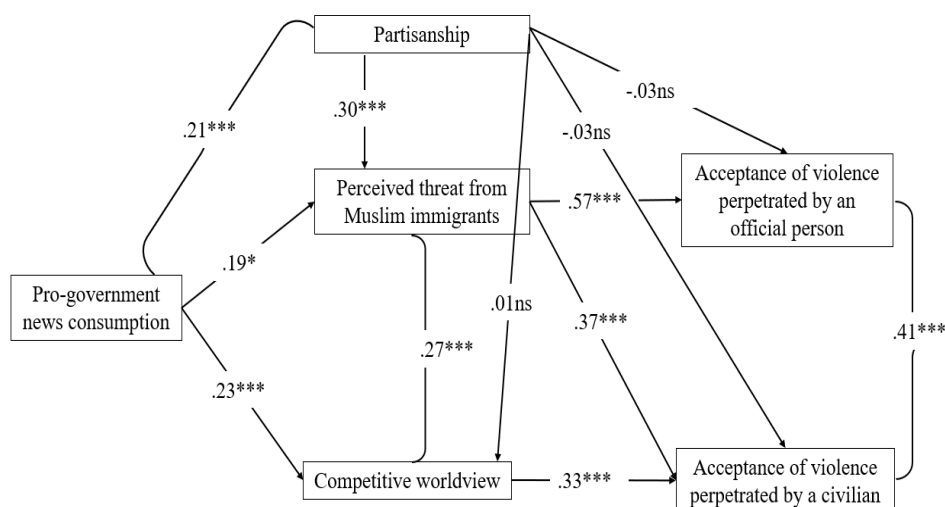 Partisanship
-.03ns
.30***
.21***
-.03ns
Perceived threat from
Muslim immigrants
.57***
Acceptance of violence
perpetrated by an
official person
.19*
Pro-government
news consumption
.01ns
.37***
.27***
.41***
.23***
Competitive worldview
.33***
Acceptance of violence
perpetrated by a civilian